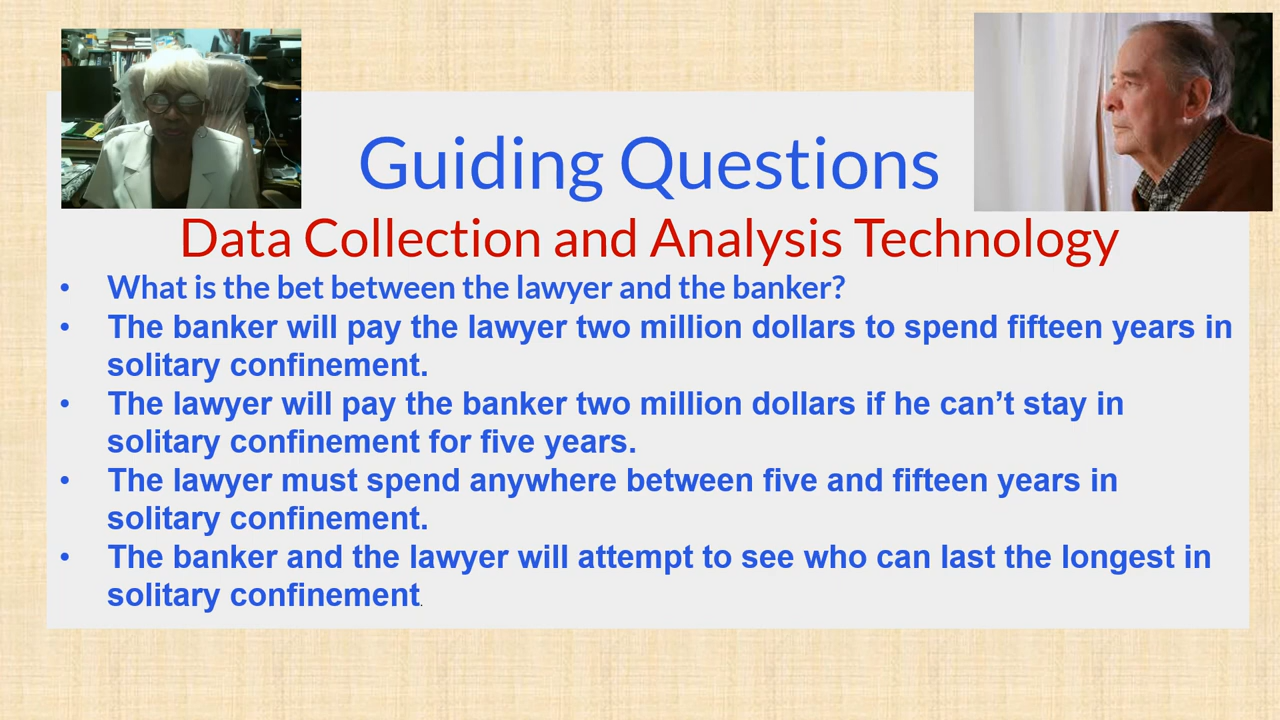 Guiding Questions
Data Collection and Analysis Technology
• What is the bet between the lawyer and the banker?
• The banker will pay the lawyer two million dollars to spend fifteen years in
solitary confinement.
• The lawyer will pay the banker two million dollars if he can’t stay in
solitary confinement for five years.
• The lawyer must spend anywhere between five and fifteen years in
solitary confinement.
• The banker and the lawyer will attempt to see who can last the longest in
solitary confinement.